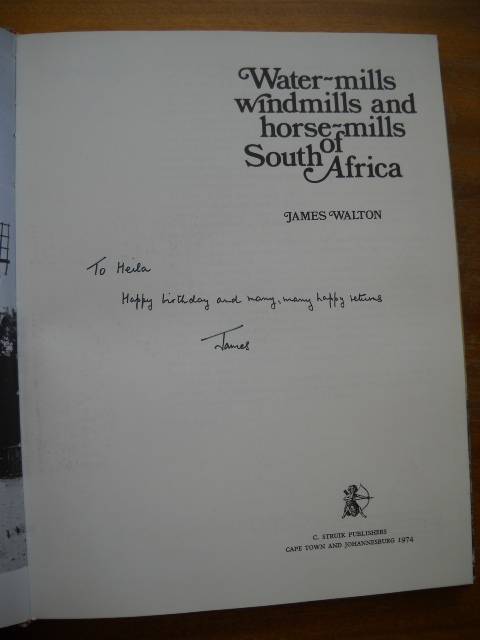 Water-mills
windmills and
horse-mills
of
South Africa
JAMES WALTON
To Heila
Happy birthday and many, many happy returns
James
C. STRUIK PUBLISHERS
CAPE TOWN AND JOHANNESBURG 1974